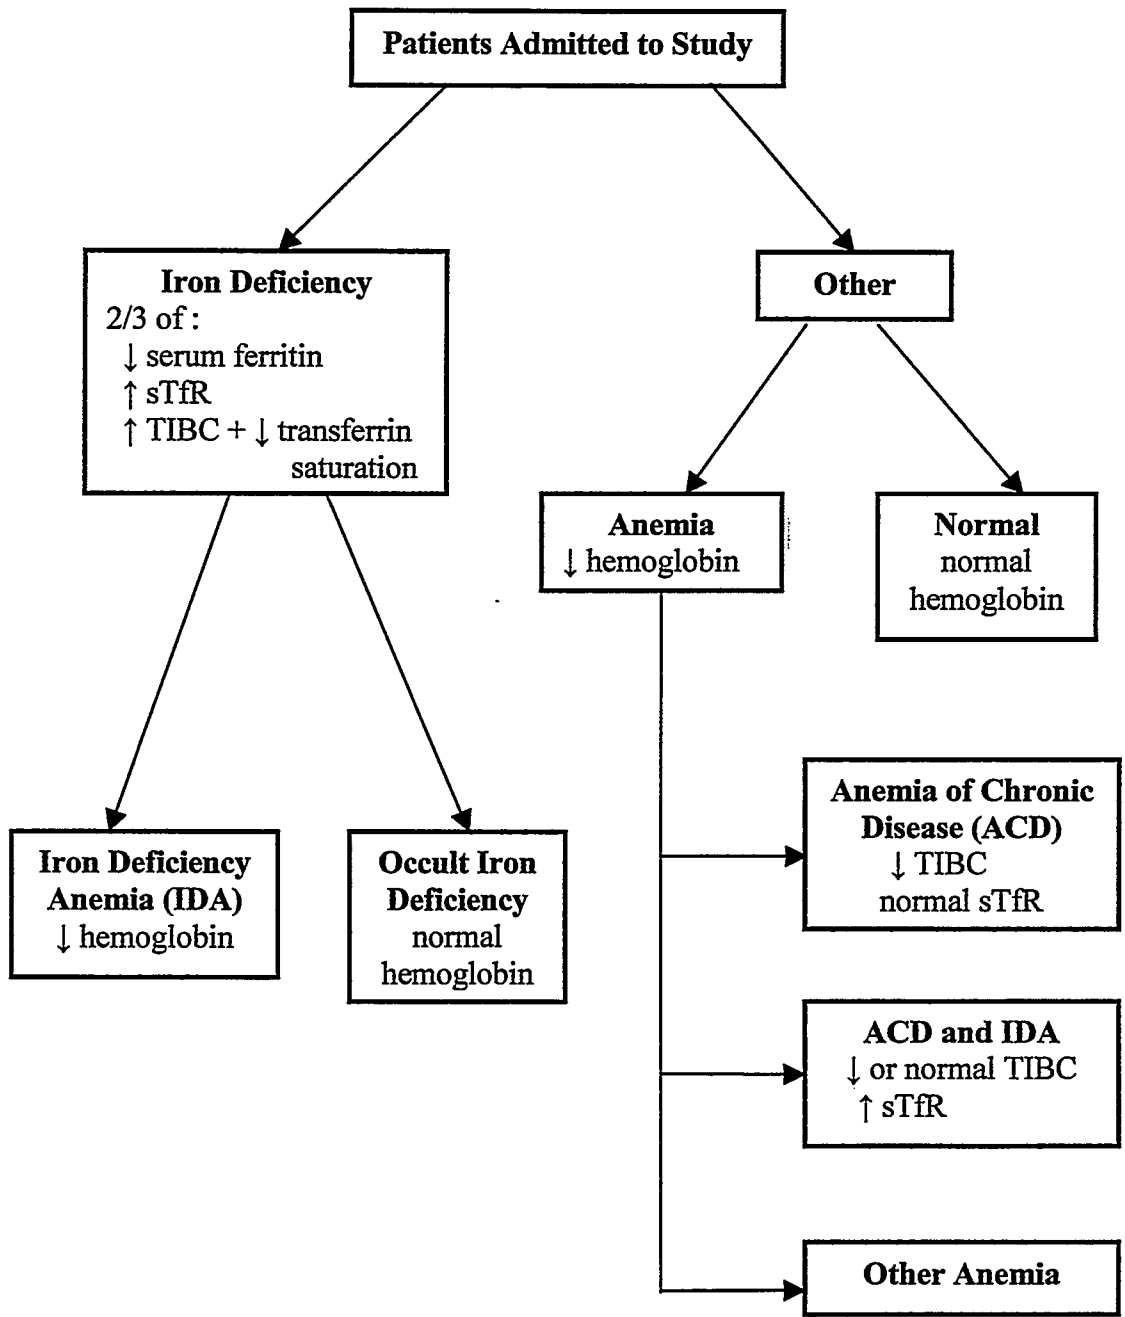 Patients Admitted to Study
Iron Deficiency
2/3 of :
↓ serum ferritin
↑ sTfR
↑ TIBC + ↓ transferrin
saturation
Other
Anemia
↓ hemoglobin
Normal
normal
hemoglobin
Iron Deficiency
Anemia (IDA)
↓ hemoglobin
Occult Iron
Deficiency
normal
hemoglobin
Anemia of Chronic
Disease (ACD)
↓ TIBC
normal sTfR
ACD and IDA
↓ or normal TIBC
↑ sTfR
Other Anemia